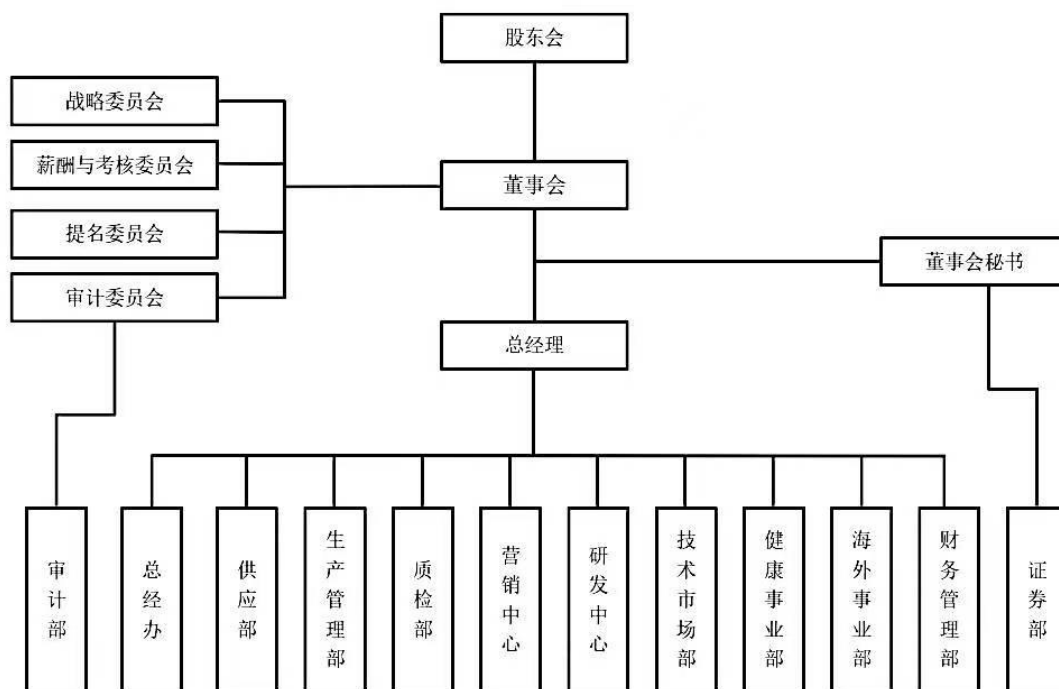 股东会
战略委员会
薪酬与考核委员会
董事会
提名委员会
董事会秘书
审计委员会
总经理
审计部
总经办
供应部
生产管理部
质检部
营销中心
研发中心
技术市场部
健康事业部
海外事业部
财务管理部
证券部